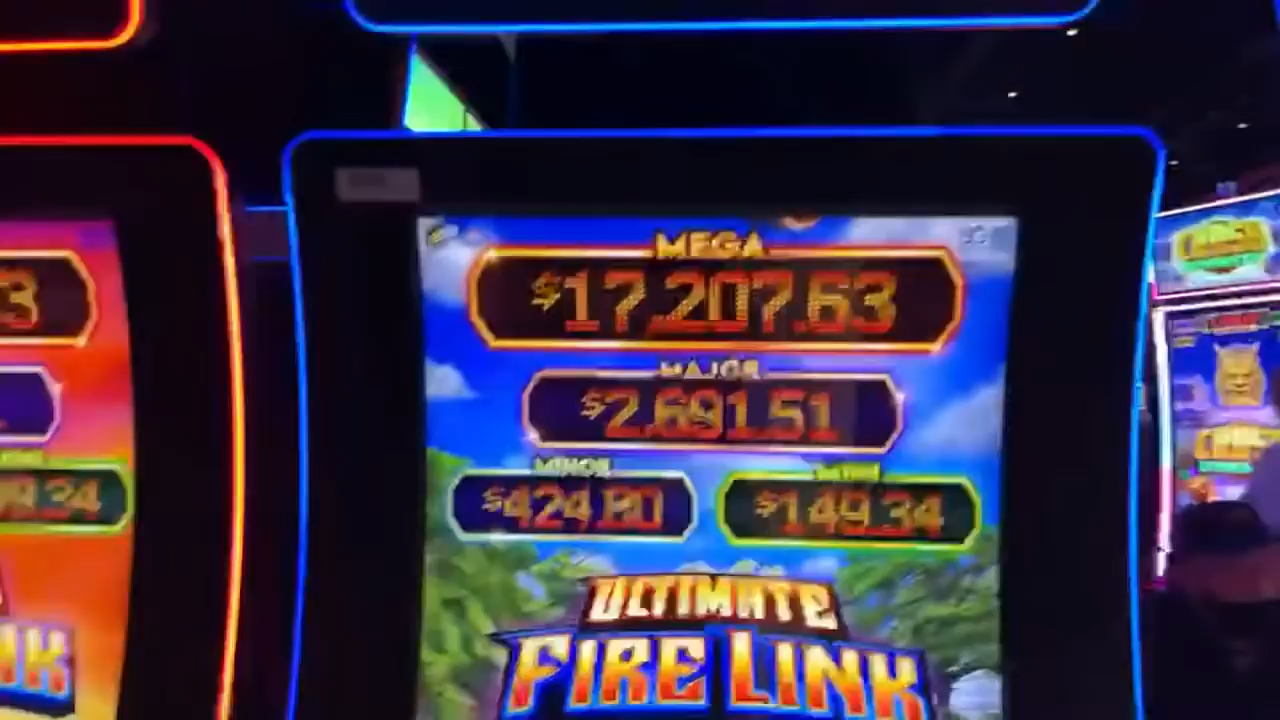 MEGA
$17,207.63
MAJOR
$2,691.51
MINOR
$424.80
MINI
$149.34
ULTIMATE
FIRE LINK